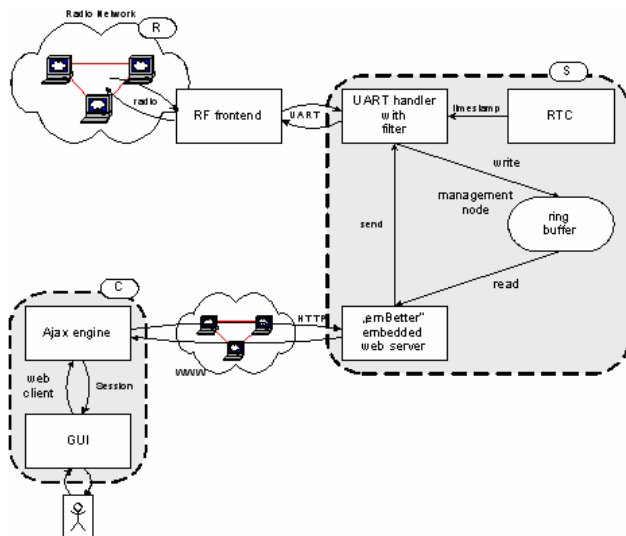 Radio Network
R
radio
RF frontend
UART
S
UART handler
with
filter
timestamp
RTC
write
management
node
ring
buffer
send
read
C
Ajax engine
HTTP
WWW
„emBetter"
embedded
web server
web
client
Session
GUI